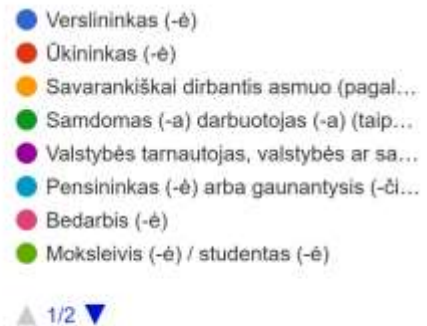 Verslininkas (-ė)
Ūkininkas (-ė)
Savarankiškai dirbantis asmuo (pagal...
Samdomas (-a) darbuotojas (-a) (taip...
Valstybės tarnautojas, valstybės ar sa...
Pensininkas (-ė) arba gaunantysis (-či...
Bedarbis (-ė)
Moksleivis (-ė) / studentas (-ė)
1/2